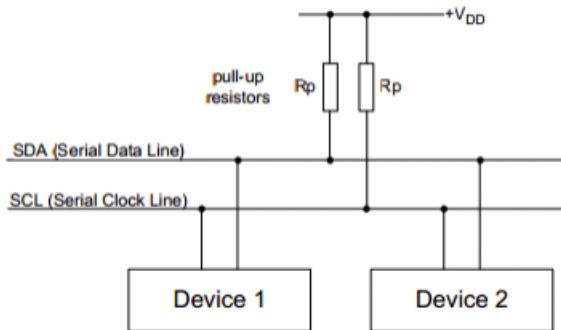 +VDD
pull-up
resistors
Rp
Rp
SDA (Serial Data Line)
SCL (Serial Clock Line)
Device 1
Device 2